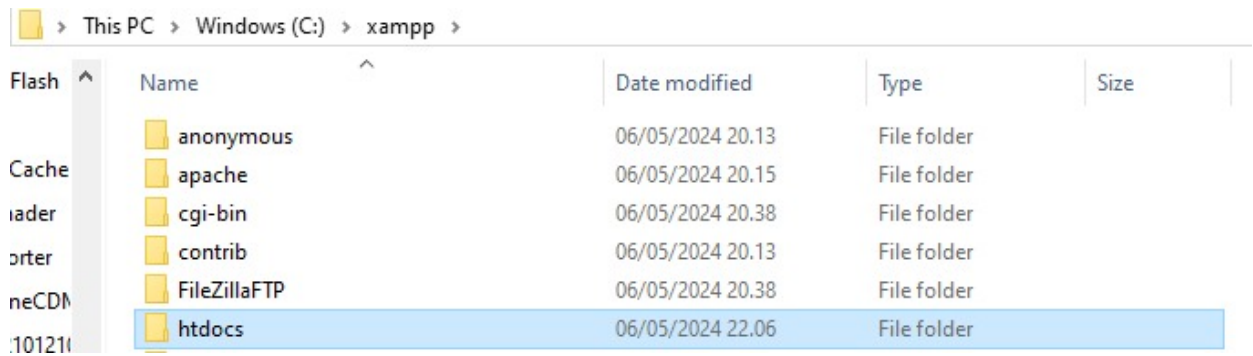 This PC > Windows (C:) > xampp >
Flash
Name Date modified Type Size
anonymous 06/05/2024 20.13 File folder
Cache
apache 06/05/2024 20.15 File folder
ader
cgi-bin 06/05/2024 20.38 File folder
orter
contrib 06/05/2024 20.13 File folder
neCDN
FileZillaFTP 06/05/2024 20.38 File folder
htdocs 06/05/2024 22.06 File folder